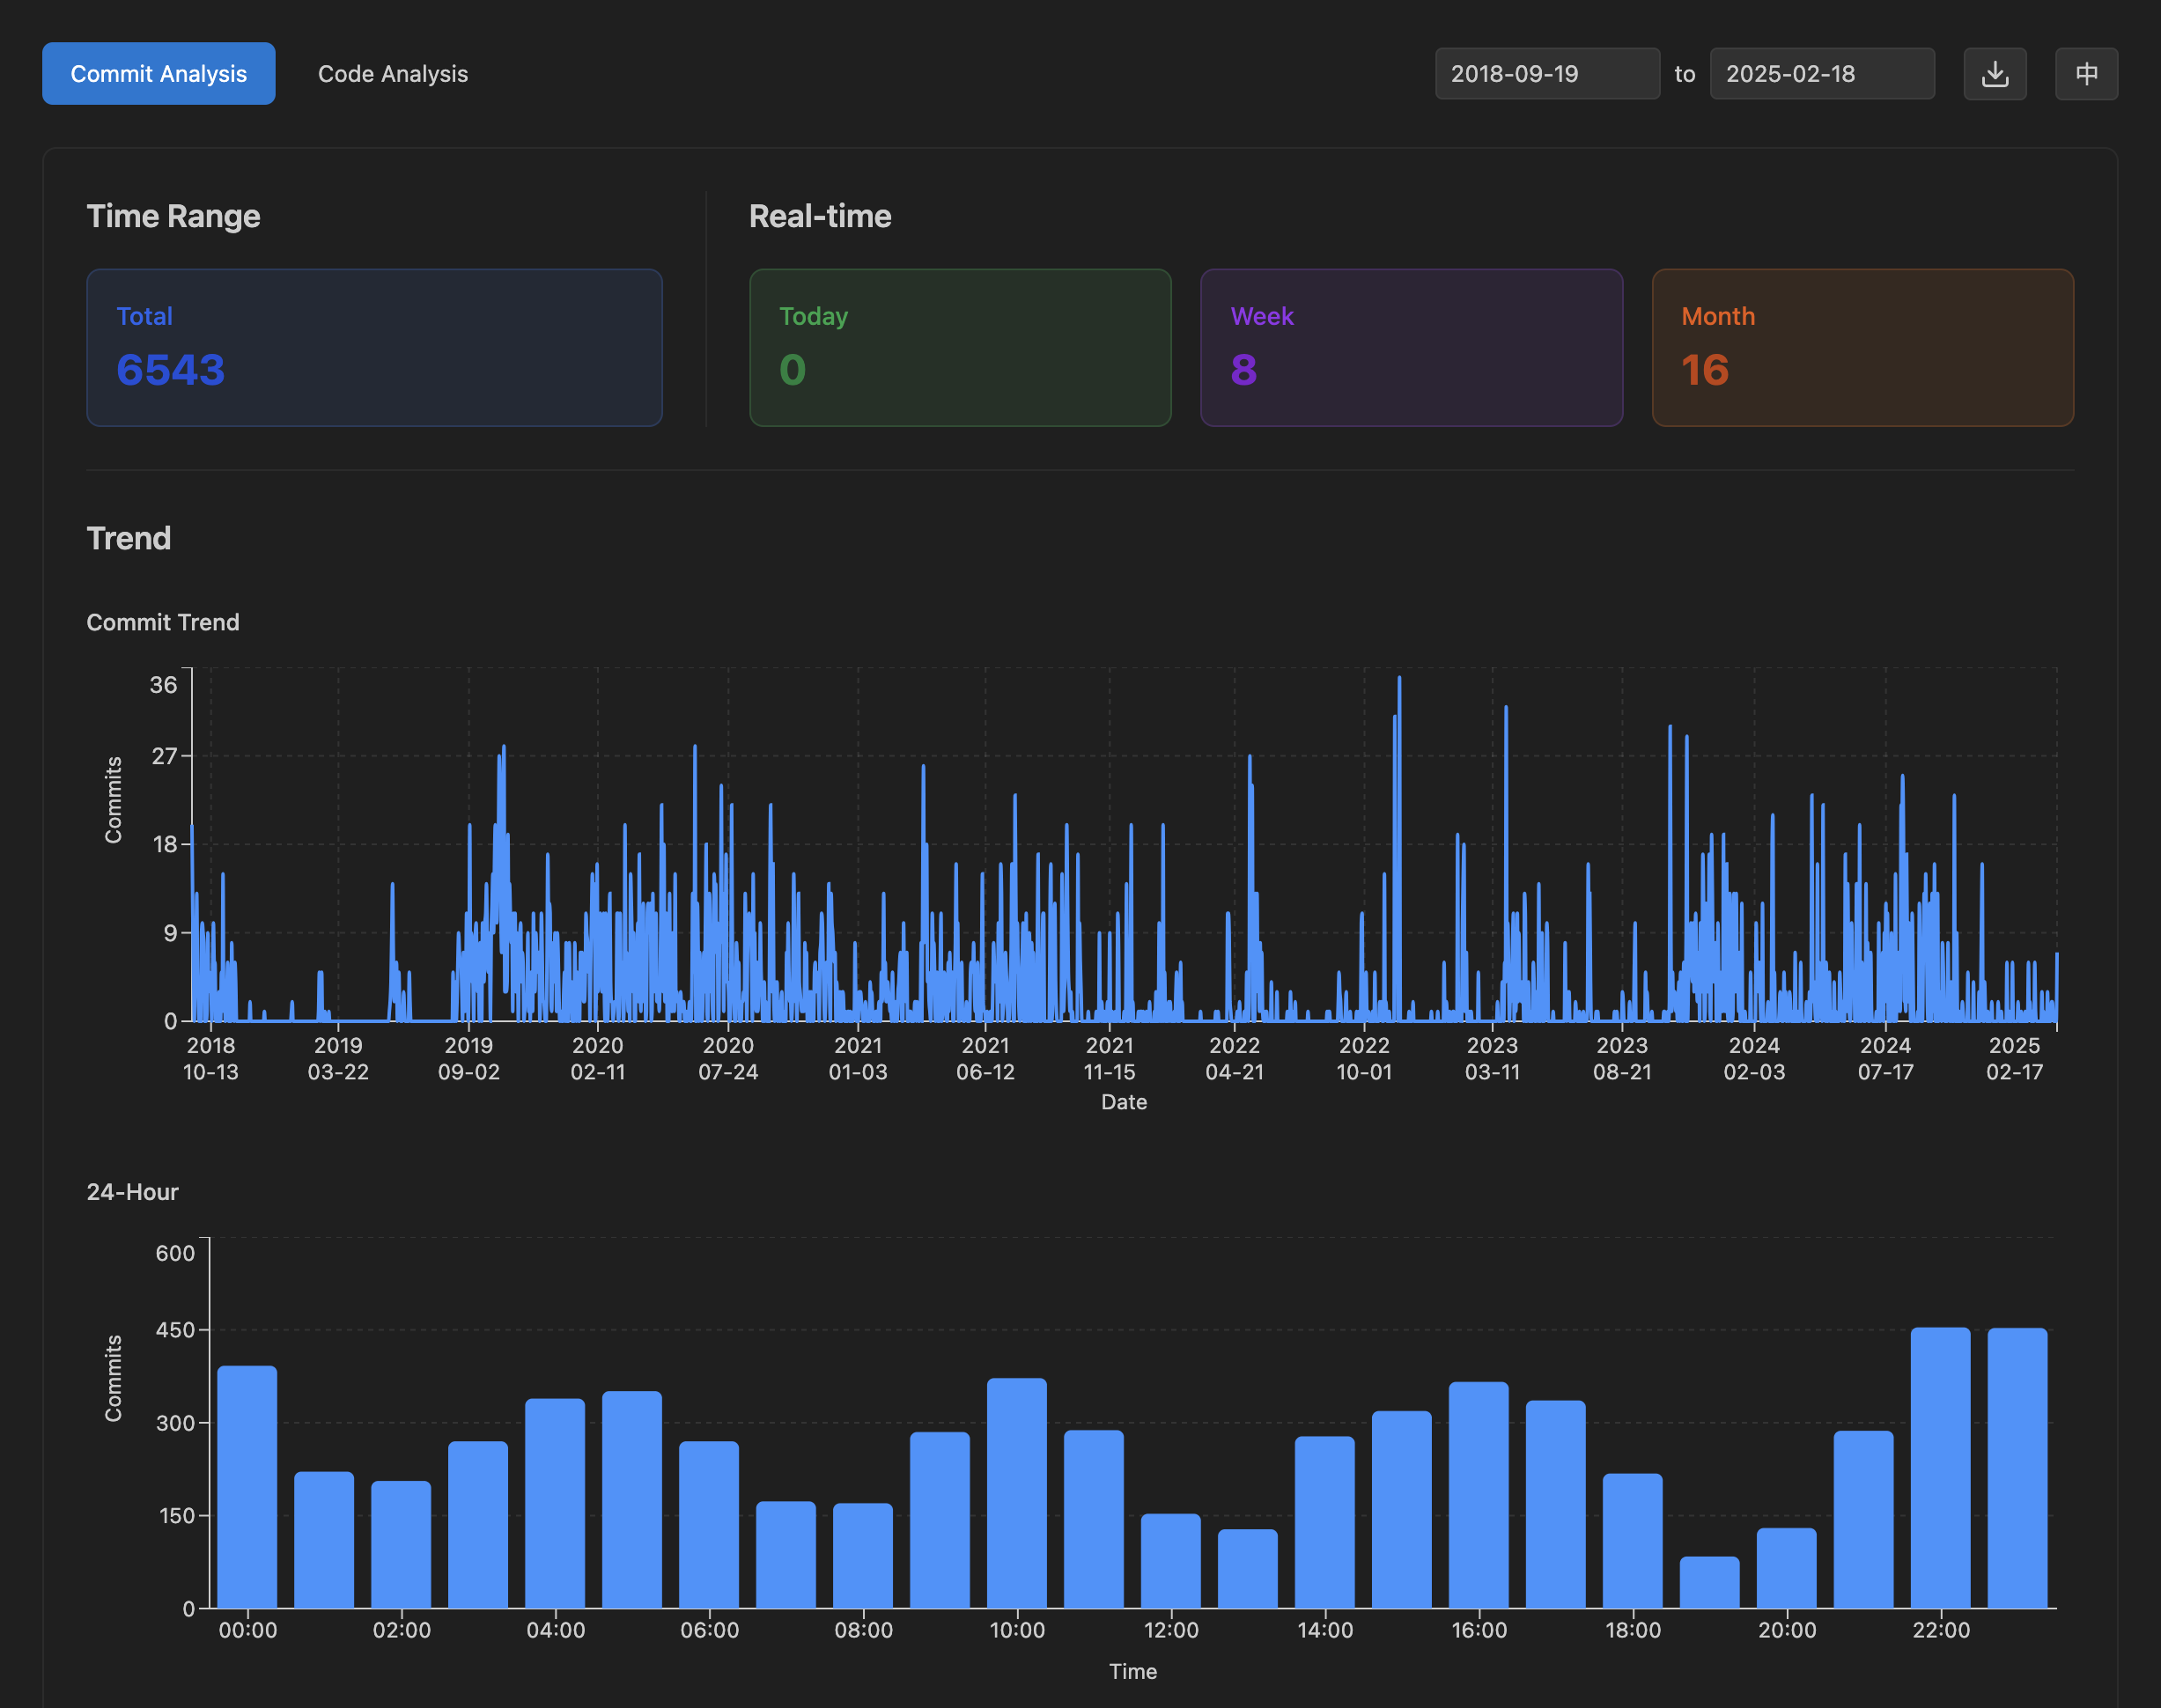 Commit Analysis
Code Analysis
2018-09-19 to 2025-02-18
中
Time Range
Real-time
Total
6543
Today
0
Week
8
Month
16
Trend
Commit Trend
36
27
18
9
0
Commits
2018 2019 2019 2020 2020 2021 2021 2021 2022 2022 2023 2023 2024 2024 2025
10-13 03-22 09-02 02-11 07-24 01-03 06-12 11-15 04-21 10-01 03-11 08-21 02-03 07-17 02-17
Date
24-Hour
600
450
300
150
0
Commits
00:00 02:00 04:00 06:00 08:00 10:00 12:00 14:00 16:00 18:00 20:00 22:00
Time